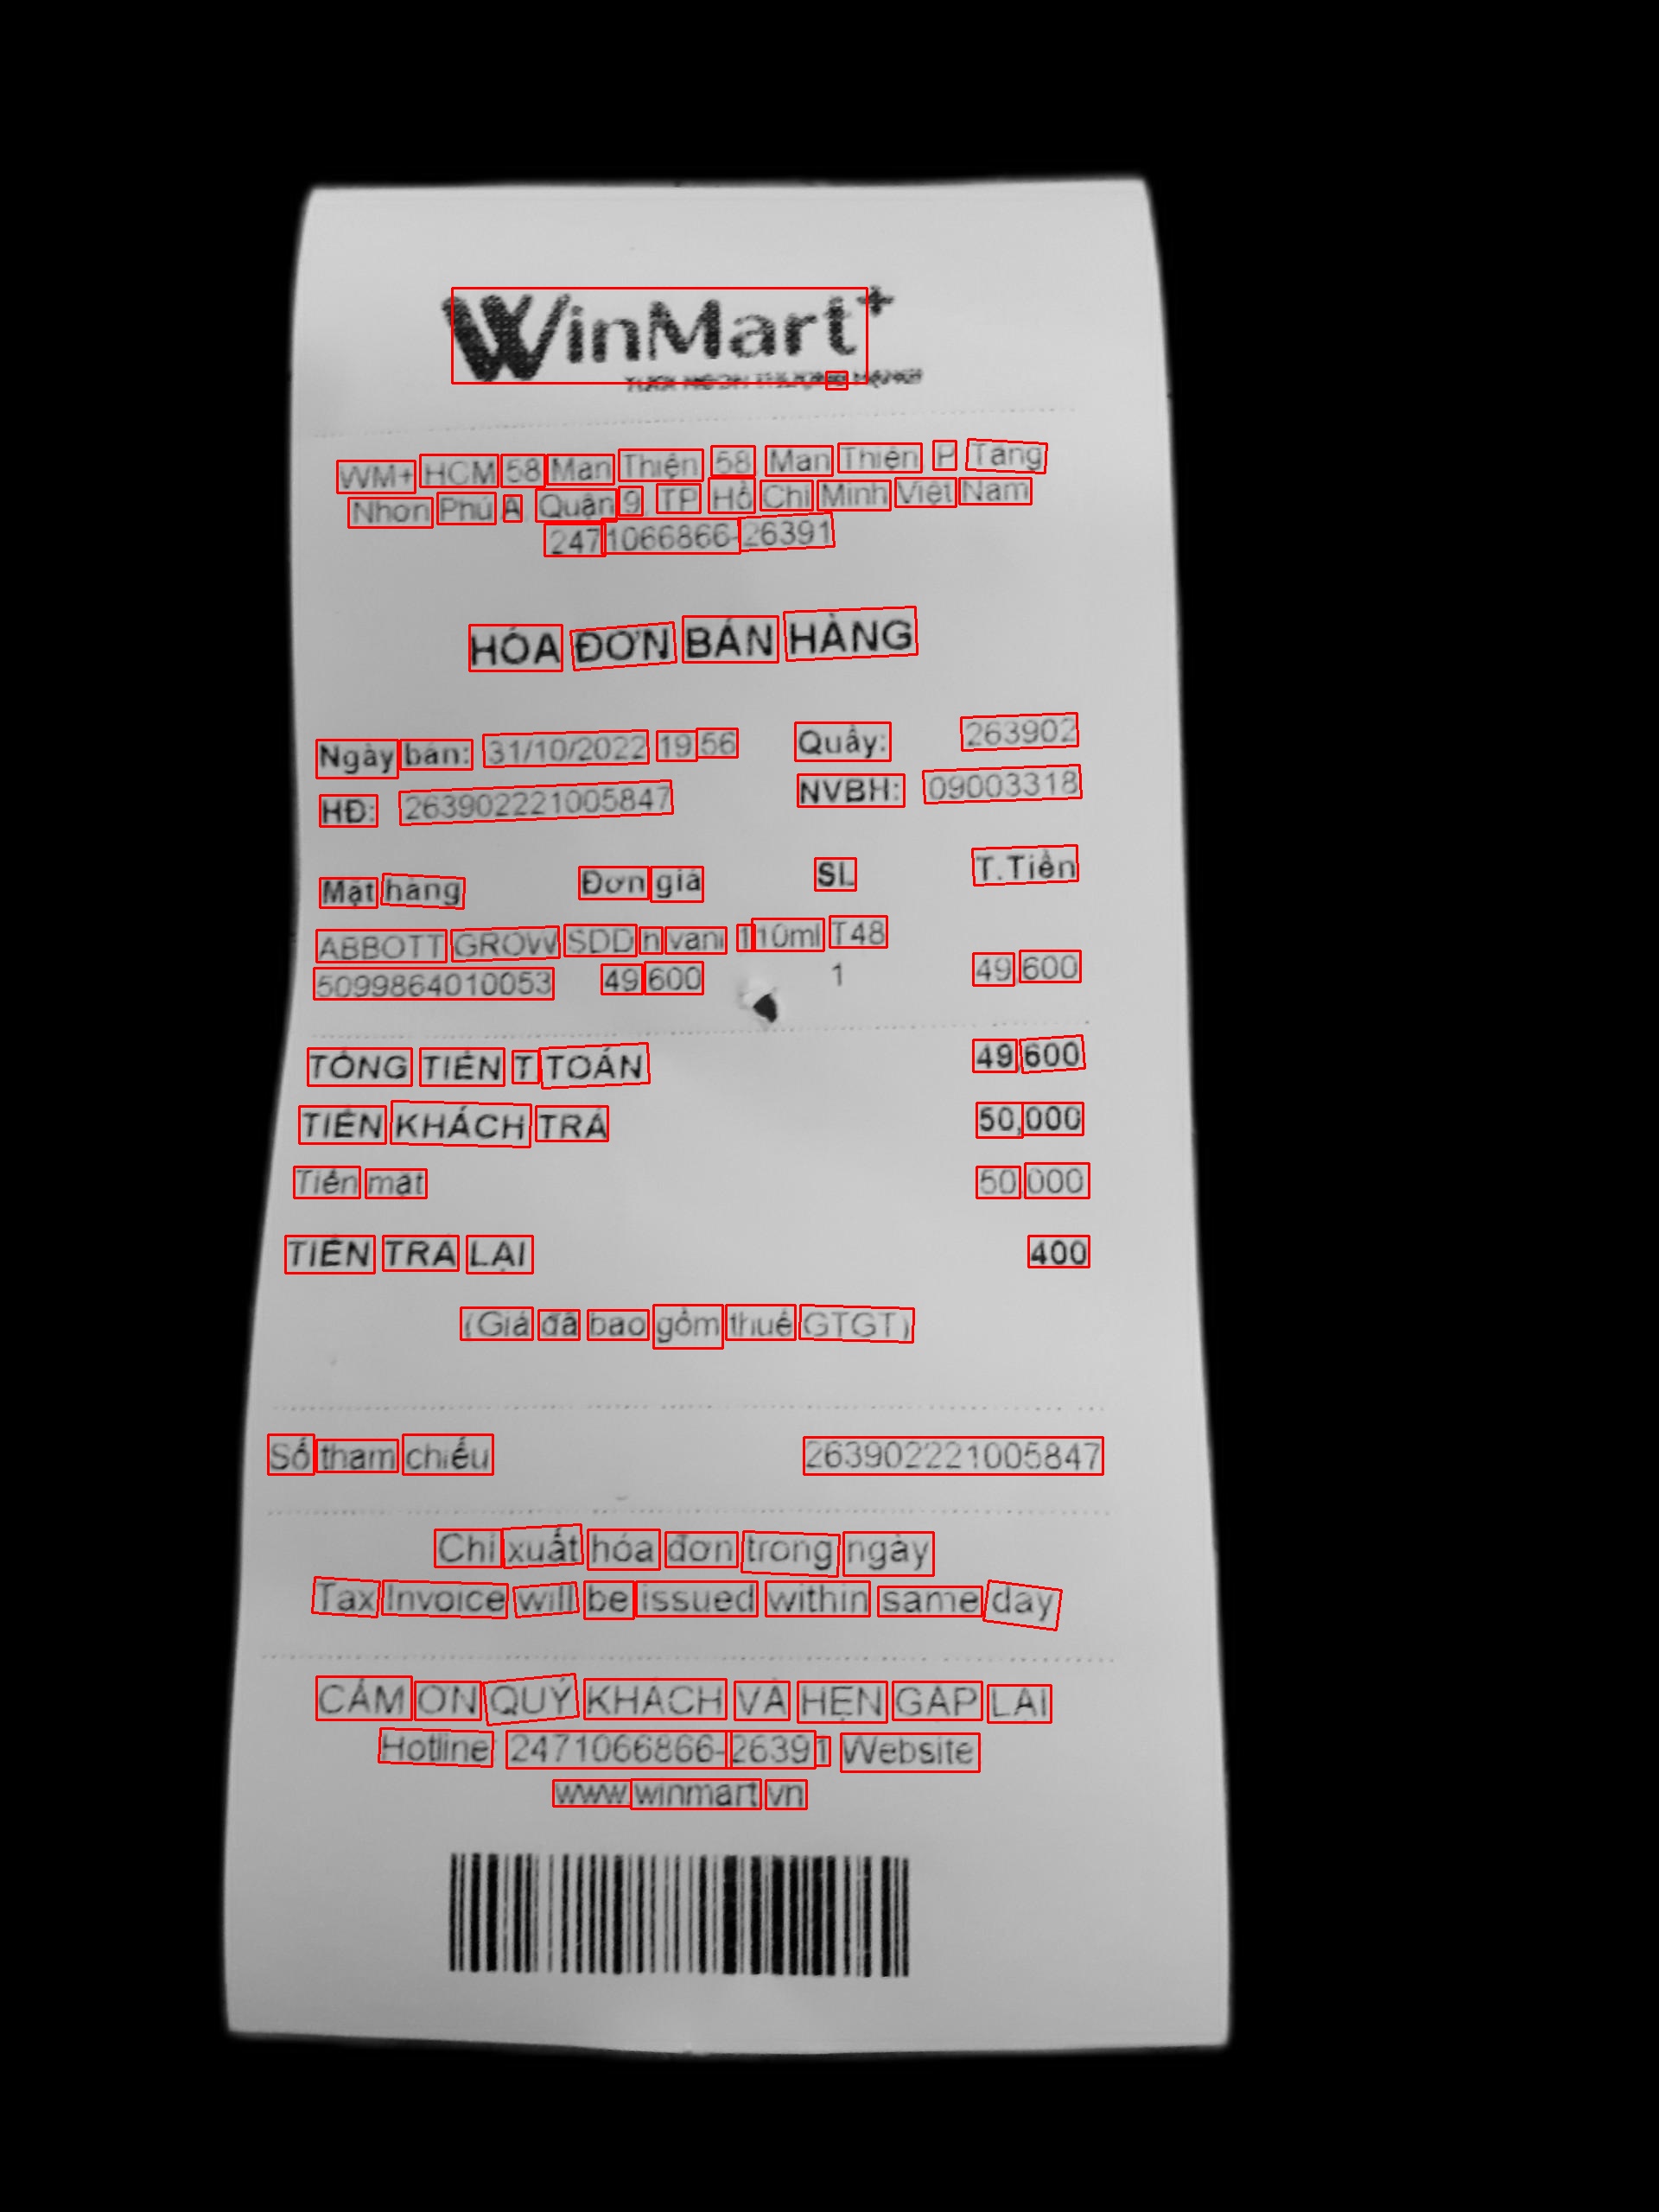 WinMart+
WM+ HCM 58 Man Thiện 58 Man Thiện P Tăng
Nhơn Phú A, Quận 9, TP Hồ Chí Minh Việt Nam
2471066866-26391
HÓA ĐƠN BÁN HÀNG
Ngày bán: 31/10/2022 19:56 Quầy: 263902
HĐ: 263902221005847 NVBH: 09003318
Mặt hàng Đơn giá SL T.Tiền
ABBOTT GROW SDD h vani 110ml T48
5099864010053 49,600 1 49,600
TỔNG TIỀN T TOÁN 49,600
TIỀN KHÁCH TRẢ 50,000
Tiền mặt 50,000
TIỀN TRẢ LẠI 400
(Giá đã bao gồm thuế GTGT)
Số tham chiếu 263902221005847
Chỉ xuất hóa đơn trong ngày
Tax Invoice will be issued within same day
CẢM ƠN QUÝ KHÁCH VÀ HẸN GẶP LẠI
Hotline: 2471066866-26391 Website
www.winmart.vn